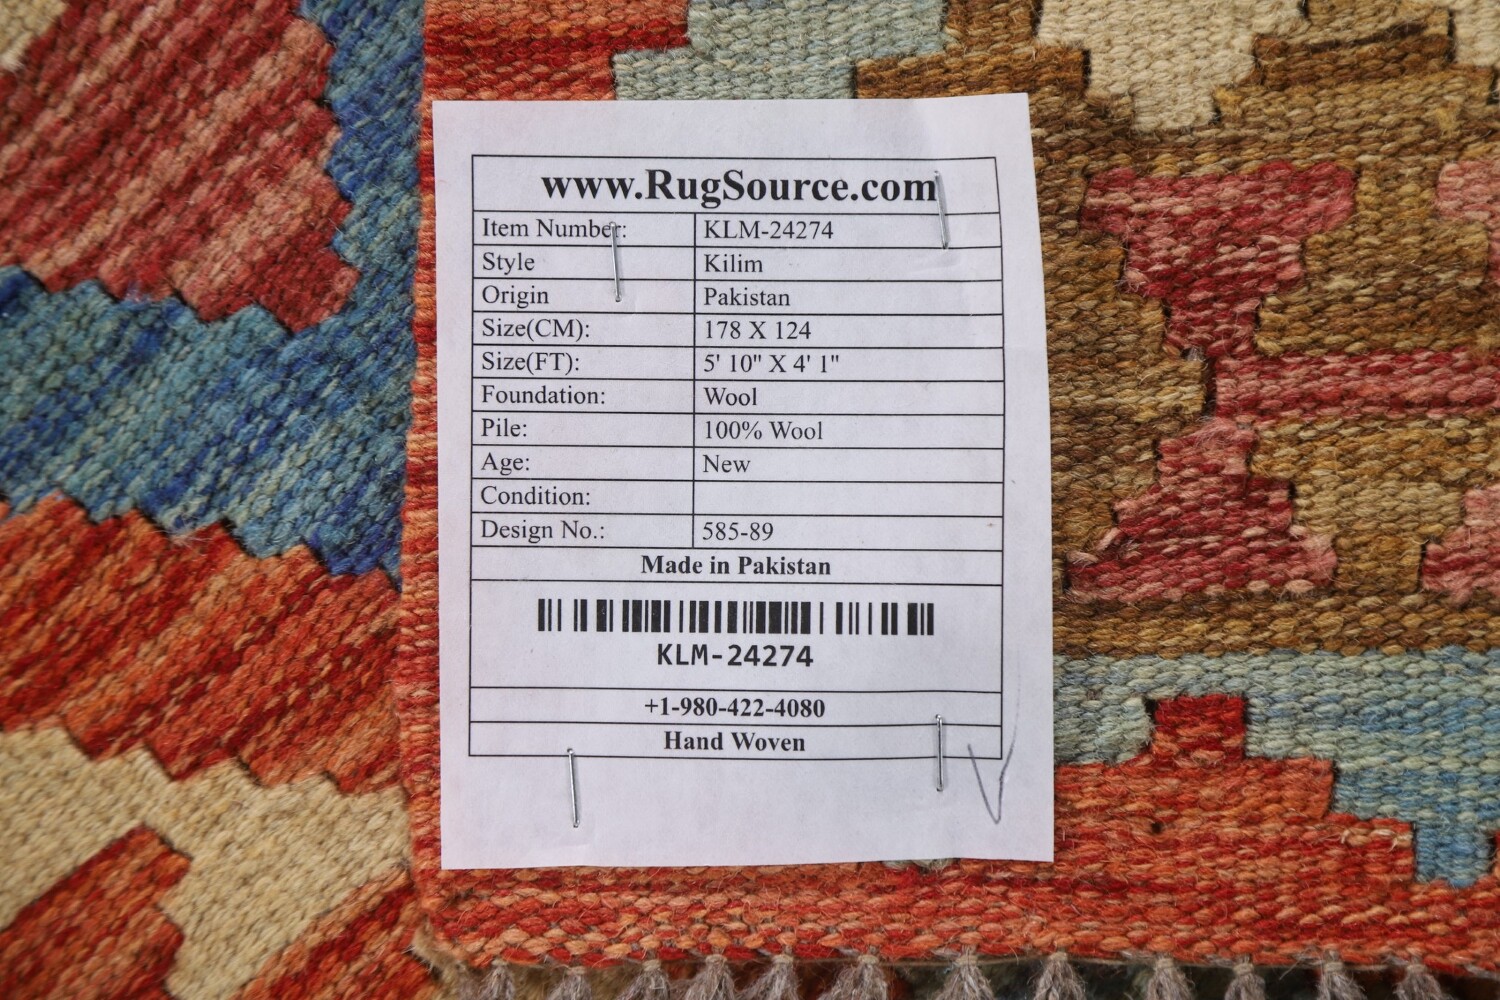 www.RugSource.com
Item Number: KLM-24274
Style Kilim
Origin Pakistan
Size(CM): 178 X 124
Size(FT): 5' 10" X 4' 1"
Foundation: Wool
Pile: 100% Wool
Age: New
Condition:
Design No.: 585-89
Made in Pakistan
KLM-24274
+1-980-422-4080
Hand Woven